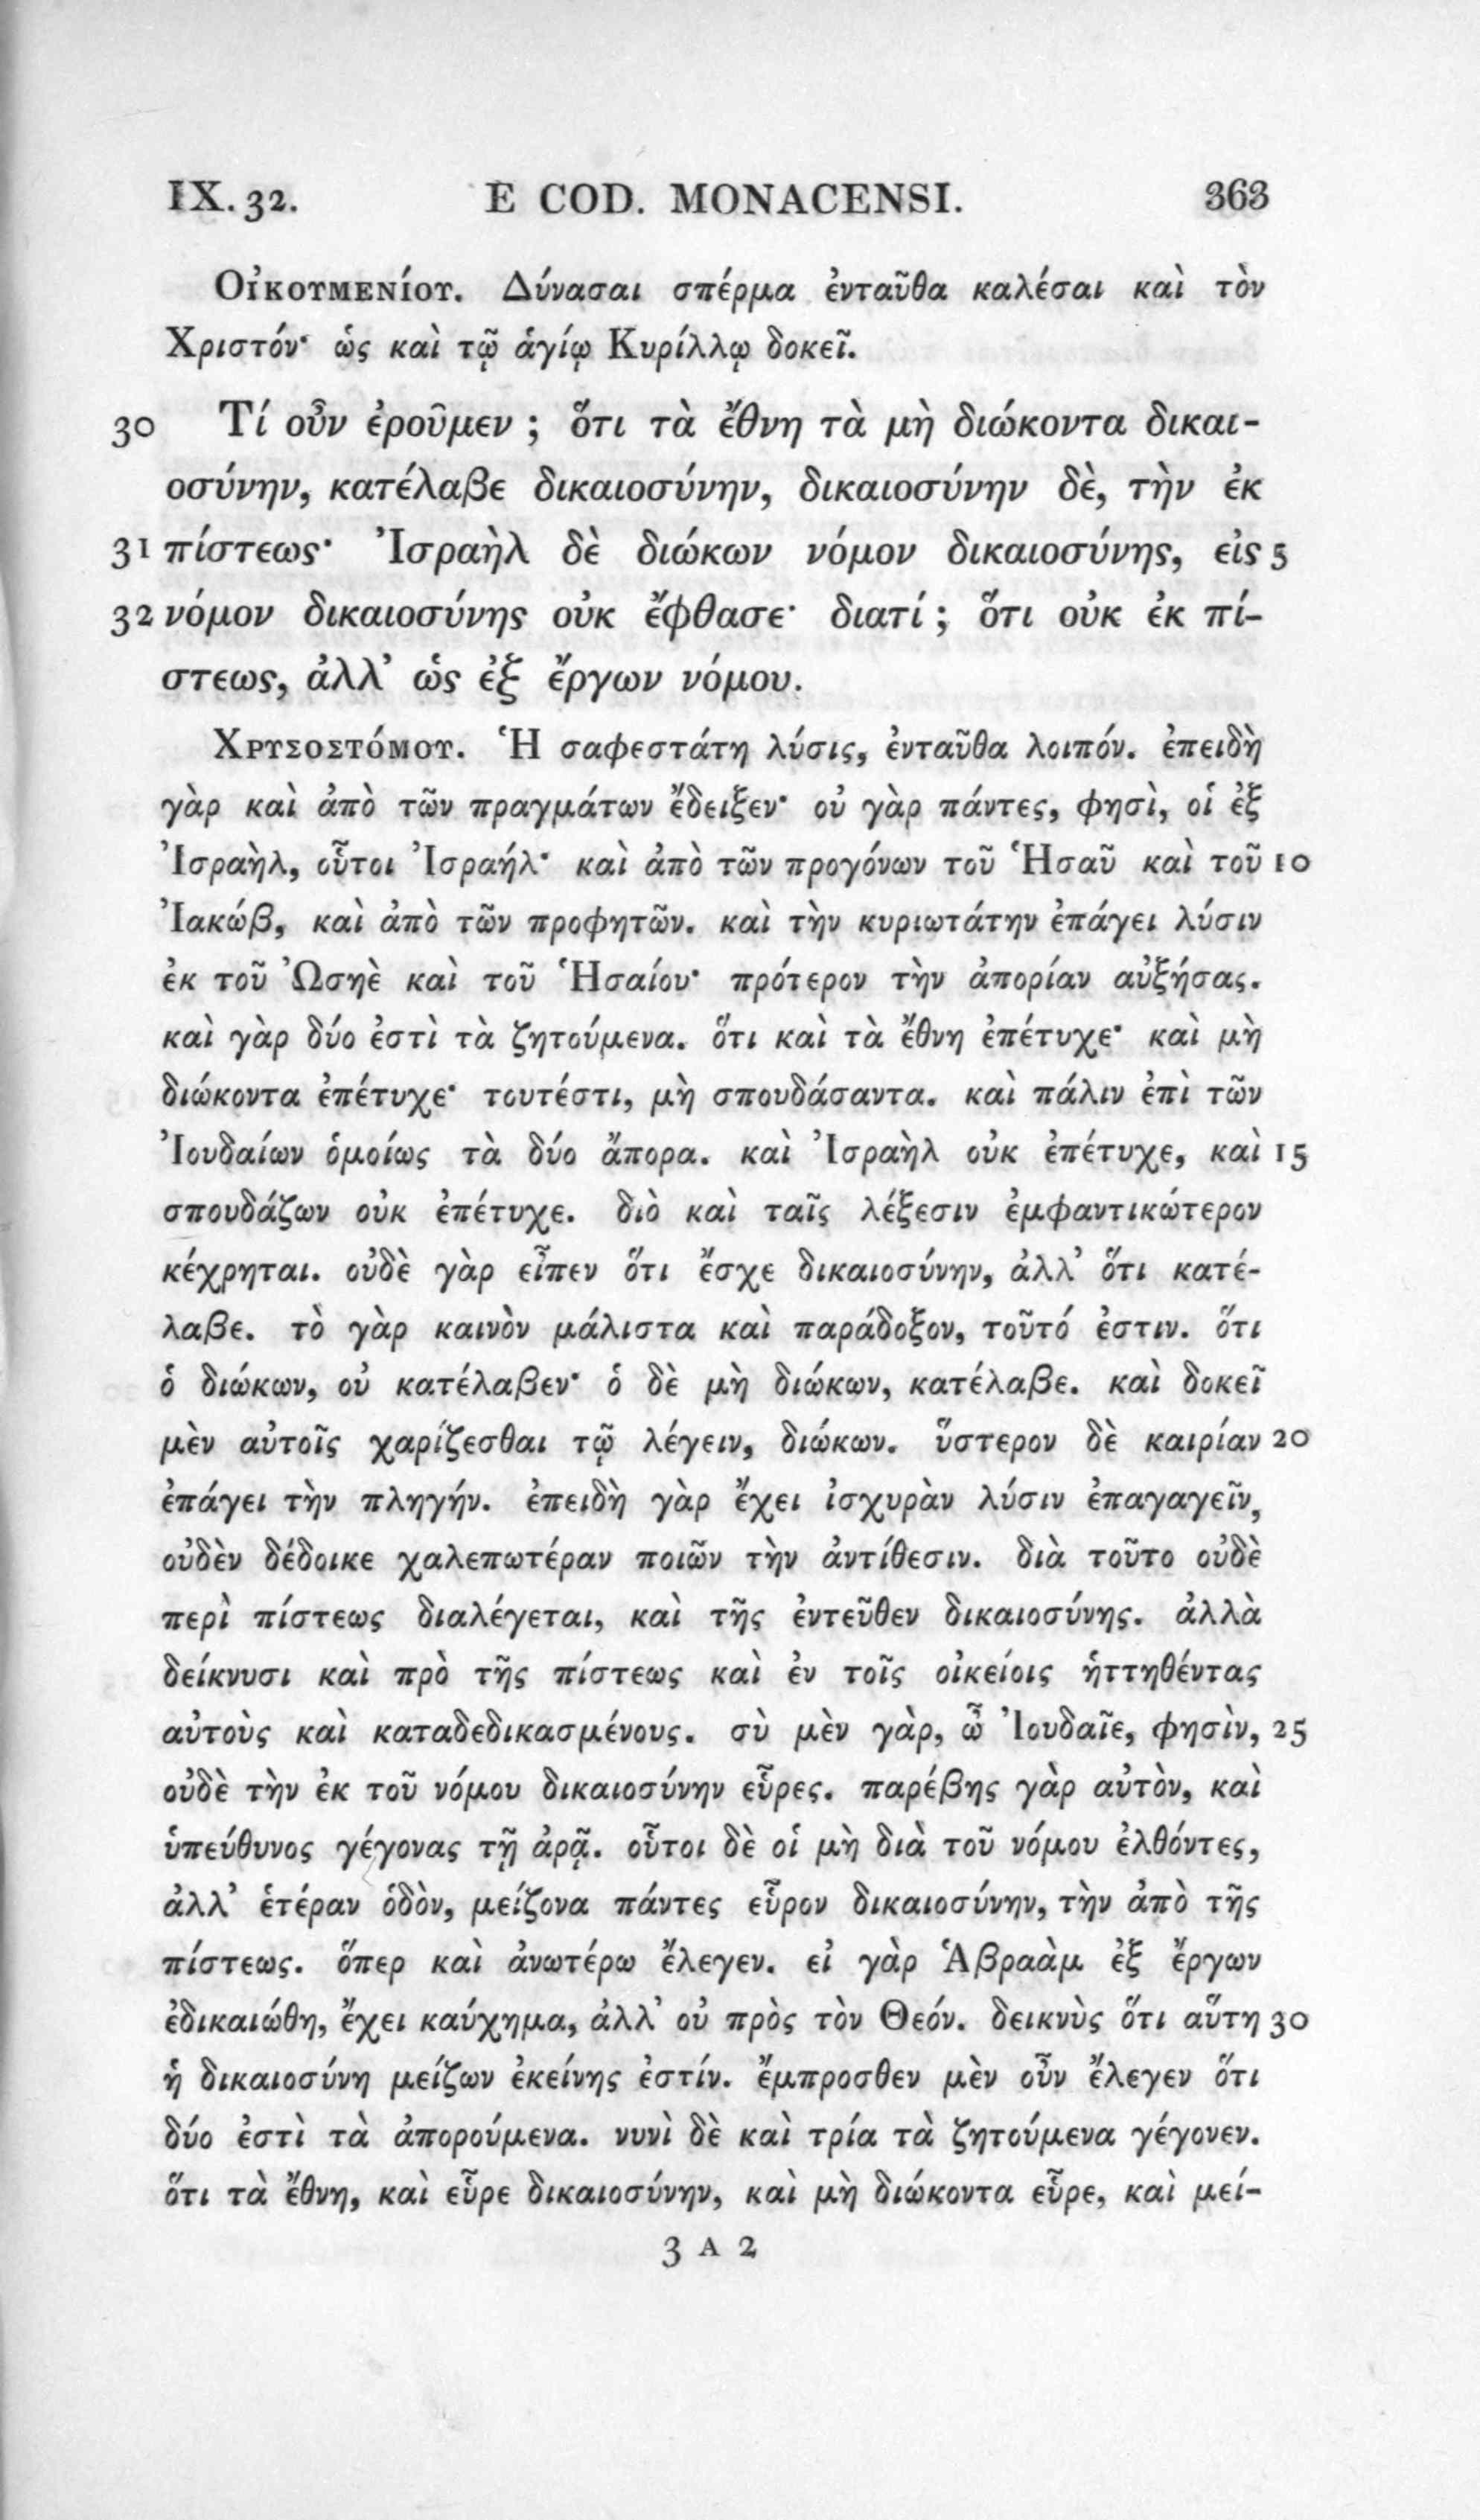 IX. 32. E COD. MONACENSI. 363
Οἰκουμενίου. Δύνασαι σπέρμα ἐνταῦθα καλέσαι καὶ τὸν
Χριστόν· ὡς καὶ τῷ ἁγίῳ Κυρίλλῳ δοκεῖ.
30 Τί οὖν ἐροῦμεν ; ὅτι τὰ ἔθνη τὰ μὴ διώκοντα δικαι-
οσύνην, κατέλαβε δικαιοσύνην, δικαιοσύνην δὲ, τὴν ἐκ
31 πίστεως· Ἰσραὴλ δὲ διώκων νόμον δικαιοσύνης, εἰς 5
32 νόμον δικαιοσύνης οὐκ ἔφθασε· διατί ; ὅτι οὐκ ἐκ πί-
στεως, ἀλλ’ ὡς ἐξ ἔργων νόμου.
Χρυσοστόμου. Ἡ σαφεστάτη λύσις, ἐνταῦθα λοιπόν. ἐπειδὴ
γὰρ καὶ ἀπὸ τῶν πραγμάτων ἔδειξεν· οὐ γὰρ πάντες, φησὶ, οἱ ἐξ
Ἰσραὴλ, οὗτοι Ἰσραήλ· καὶ ἀπὸ τῶν προγόνων τοῦ Ἡσαῦ καὶ τοῦ 10
Ἰακώβ, καὶ ἀπὸ τῶν προφητῶν. καὶ τὴν κυριωτάτην ἐπάγει λύσιν
ἐκ τοῦ Ὠσηὲ καὶ τοῦ Ἡσαίου· πρότερον τὴν ἀπορίαν αὐξήσας.
καὶ γὰρ δύο ἐστὶ τὰ ζητούμενα. ὅτι καὶ τὰ ἔθνη ἐπέτυχε· καὶ μὴ
διώκοντα ἐπέτυχε· τουτέστι, μὴ σπουδάσαντα. καὶ πάλιν ἐπὶ τῶν
Ἰουδαίων ὁμοίως τὰ δύο ἄπορα. καὶ Ἰσραὴλ οὐκ ἐπέτυχε, καὶ 15
σπουδάζων οὐκ ἐπέτυχε. διὸ καὶ ταῖς λέξεσιν ἐμφαντικώτερον
κέχρηται. οὐδὲ γὰρ εἶπεν ὅτι ἔσχε δικαιοσύνην, ἀλλ’ ὅτι κατέ-
λαβε. τὸ γὰρ καινὸν μάλιστα καὶ παράδοξον, τοῦτό ἐστιν. ὅτι
ὁ διώκων, οὐ κατέλαβεν· ὁ δὲ μὴ διώκων, κατέλαβε. καὶ δοκεῖ
μὲν αὐτοῖς χαρίζεσθαι τῷ λέγειν, διώκων. ὕστερον δὲ καιρίαν 20
ἐπάγει τὴν πληγήν. ἐπειδὴ γὰρ ἔχει ἰσχυρὰν λύσιν ἐπαγαγεῖν,
οὐδὲν δέδοικε χαλεπωτέραν ποιῶν τὴν ἀντίθεσιν. διὰ τοῦτο οὐδὲ
περὶ πίστεως διαλέγεται, καὶ τῆς ἐντεῦθεν δικαιοσύνης. ἀλλὰ
δείκνυσι καὶ πρὸ τῆς πίστεως καὶ ἐν τοῖς οἰκείοις ἡττηθέντας
αὐτοὺς καὶ καταδεδικασμένους. σὺ μὲν γὰρ, ὦ Ἰουδαῖε, φησὶν, 25
οὐδὲ τὴν ἐκ τοῦ νόμου δικαιοσύνην εὗρες. παρέβης γὰρ αὐτὸν, καὶ
ὑπεύθυνος γέγονας τῇ ἀρᾷ. οὗτοι δὲ οἱ μὴ διὰ τοῦ νόμου ἐλθόντες,
ἀλλ’ ἑτέραν ὁδὸν, μείζονα πάντες εὗρον δικαιοσύνην, τὴν ἀπὸ τῆς
πίστεως. ὅπερ καὶ ἀνωτέρω ἔλεγεν. εἰ γὰρ Ἀβραὰμ ἐξ ἔργων
ἐδικαιώθη, ἔχει καύχημα, ἀλλ’ οὐ πρὸς τὸν Θεόν. δεικνὺς ὅτι αὕτη 30
ἡ δικαιοσύνη μείζων ἐκείνης ἐστίν. ἔμπροσθεν μὲν οὖν ἔλεγεν ὅτι
δύο ἐστὶ τὰ ἀπορούμενα. νυνὶ δὲ καὶ τρία τὰ ζητούμενα γέγονεν.
ὅτι τὰ ἔθνη, καὶ εὗρε δικαιοσύνην, καὶ μὴ διώκοντα εὗρε, καὶ μεί-
3 A 2